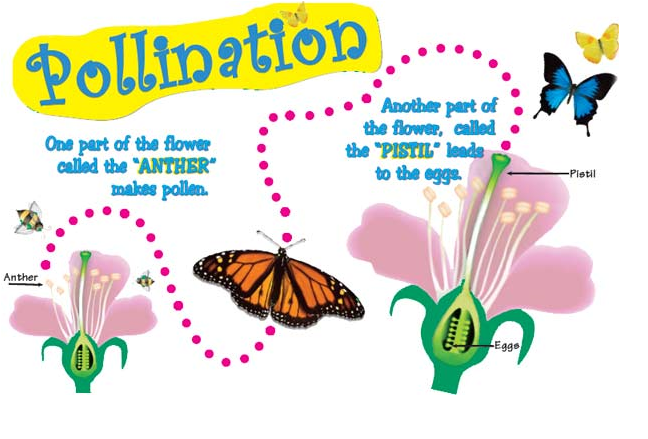 Pollination
One part of the flower
called the "ANTHER"
makes pollen.
Another part of
the flower, called
the "PISTIL" leads
to the eggs.
Pistil
Anther
Eggs